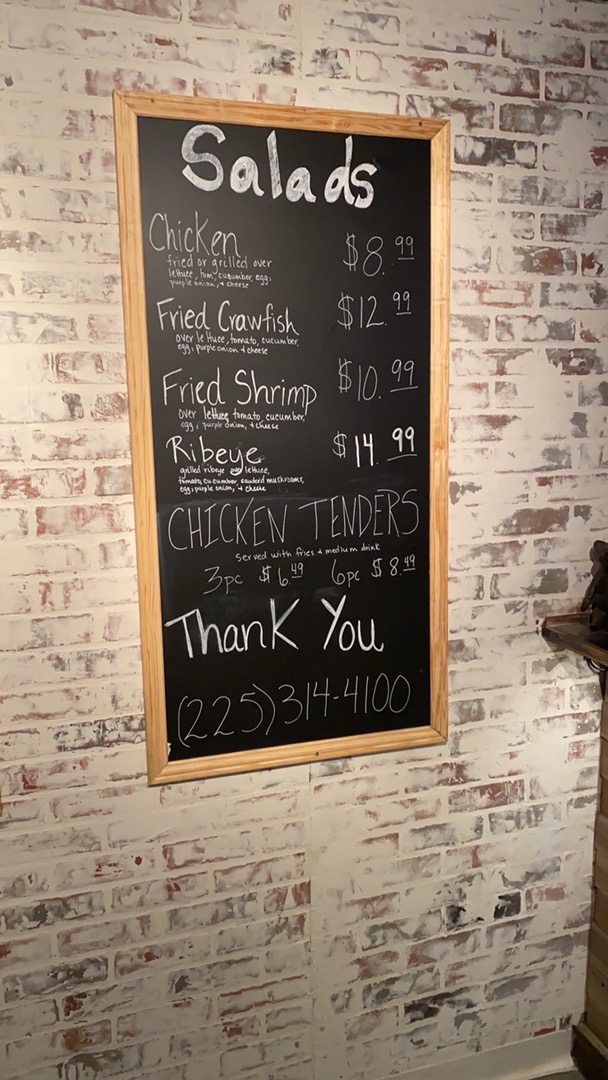 Salads
Chicken $8.99
fried or grilled over
lettuce, tom, cucumber, egg,
purple onion, + cheese
Fried Crawfish $12.99
over lettuce, tomato, cucumber,
egg, purple onion + cheese
Fried Shrimp $10.99
over lettuce, tomato, cucumber,
egg, purple onion, + cheese
Ribeye $14.99
grilled ribeye over lettuce,
tomato, cucumber, sauteéd mushrooms,
egg, purple onion, + cheese
CHICKEN TENDERS
served with fries + medium drink
3pc $6.49 6pc $8.49
Thank You
(225)314-4100